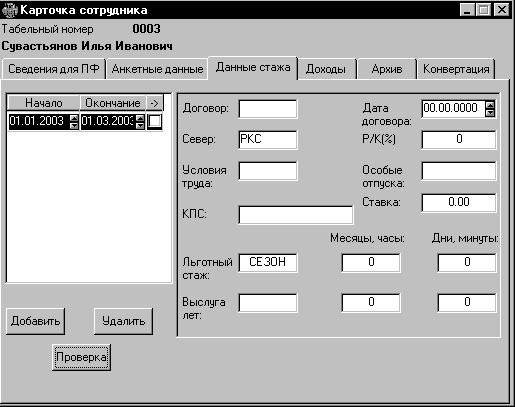 Карточка сотрудника
Табельный номер 0003
Сувастьянов Илья Иванович
Сведения для ПФ Анкетные данные Данные стажа Доходы Архив Конвертация
Начало Окончание ->
01.01.2003 01.03.2003
Договор: Дата договора: 00.00.0000
Север: РКС Р/К(%) 0
Условия труда: Особые отпуска:
КПС: Ставка: 0.00
Месяцы, часы: Дни, минуты:
Льготный стаж: СЕЗОН 0 0
Выслуга лет: 0 0
Добавить Удалить
Проверка